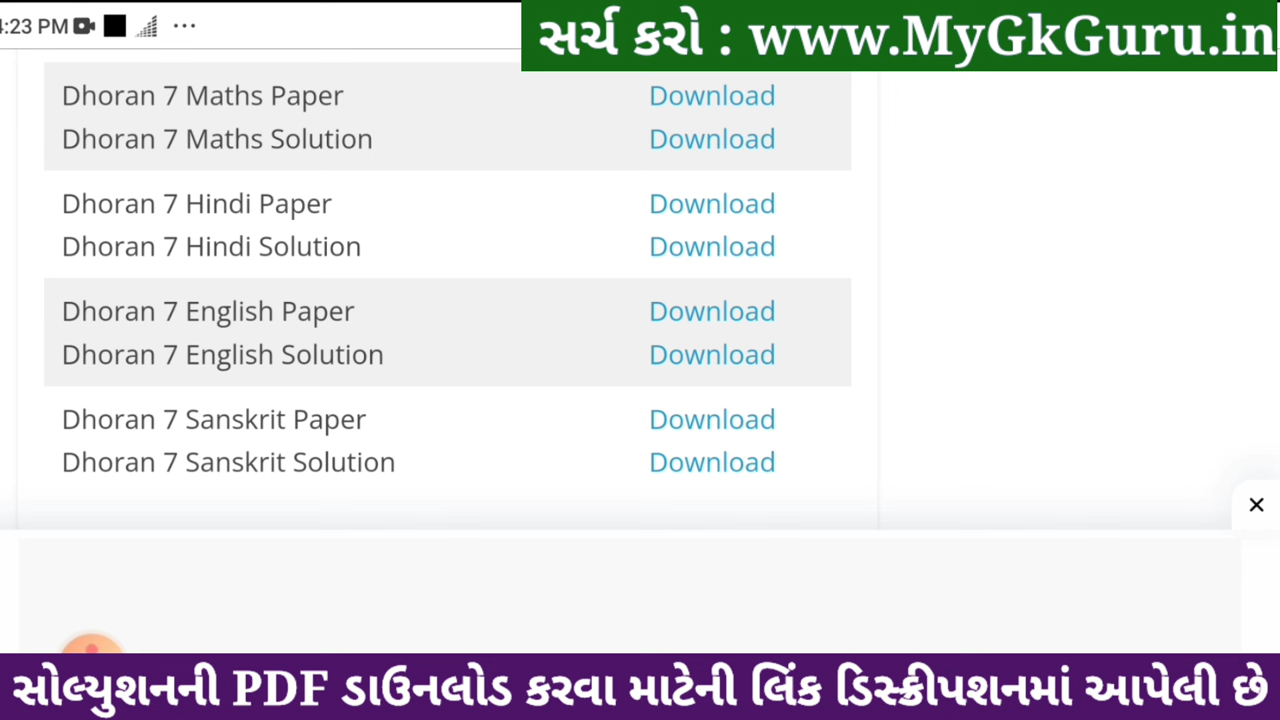 4:23 PM
સર્ચ કરો : www.MyGkGuru.in
Dhoran 7 Maths Paper Download
Dhoran 7 Maths Solution Download
Dhoran 7 Hindi Paper Download
Dhoran 7 Hindi Solution Download
Dhoran 7 English Paper Download
Dhoran 7 English Solution Download
Dhoran 7 Sanskrit Paper Download
Dhoran 7 Sanskrit Solution Download
સોલ્યુશનની PDF ડાઉનલોડ કરવા માટેની લિંક ડિસ્ક્રીપશનમાં આપેલી છે